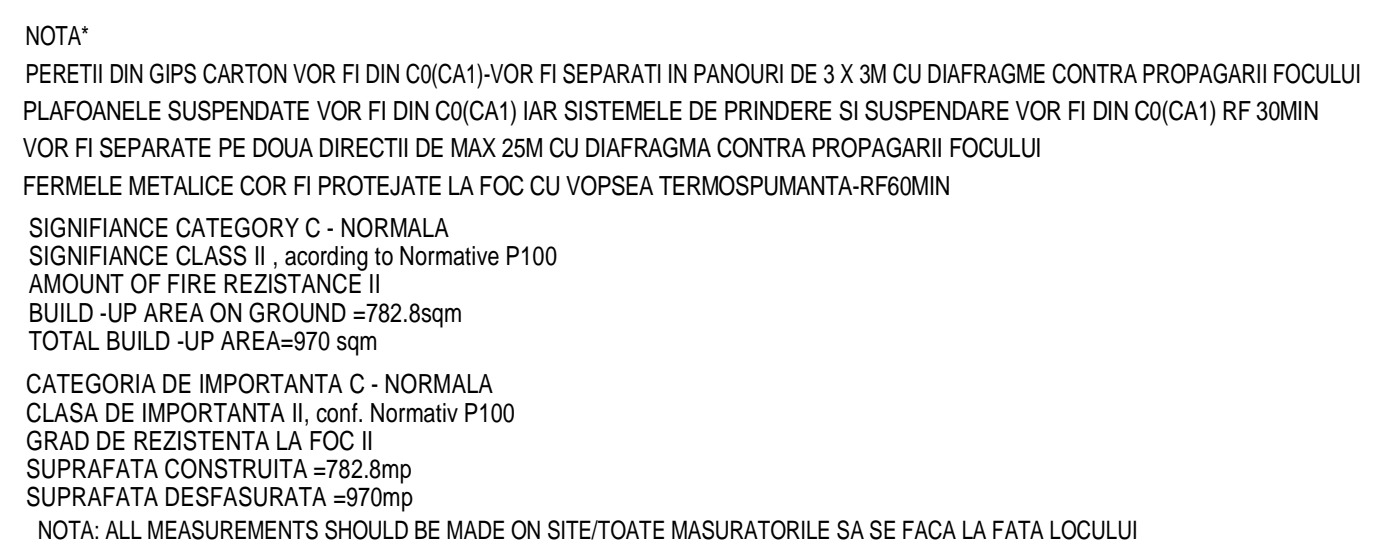 NOTA*
PERETII DIN GIPS CARTON VOR FI DIN C0(CA1)-VOR FI SEPARATI IN PANOURI DE 3 X 3M CU DIAFRAGME CONTRA PROPAGARII FOCULUI
PLAFOANELE SUSPENDATE VOR FI DIN C0(CA1) IAR SISTEMELE DE PRINDERE SI SUSPENDARE VOR FI DIN C0(CA1) RF 30MIN
VOR FI SEPARATE PE DOUA DIRECTII DE MAX 25M CU DIAFRAGMA CONTRA PROPAGARII FOCULUI
FERMELE METALICE COR FI PROTEJATE LA FOC CU VOPSEA TERMOSPUMANTA-RF60MIN
SIGNIFIANCE CATEGORY C - NORMALA
SIGNIFIANCE CLASS II , acording to Normative P100
AMOUNT OF FIRE REZISTANCE II
BUILD -UP AREA ON GROUND =782.8sqm
TOTAL BUILD -UP AREA=970 sqm
CATEGORIA DE IMPORTANTA C - NORMALA
CLASA DE IMPORTANTA II, conf. Normativ P100
GRAD DE REZISTENTA LA FOC II
SUPRAFATA CONSTRUITA =782.8mp
SUPRAFATA DESFASURATA =970mp
NOTA: ALL MEASUREMENTS SHOULD BE MADE ON SITE/TOATE MASURATORILE SA SE FACA LA FATA LOCULUI